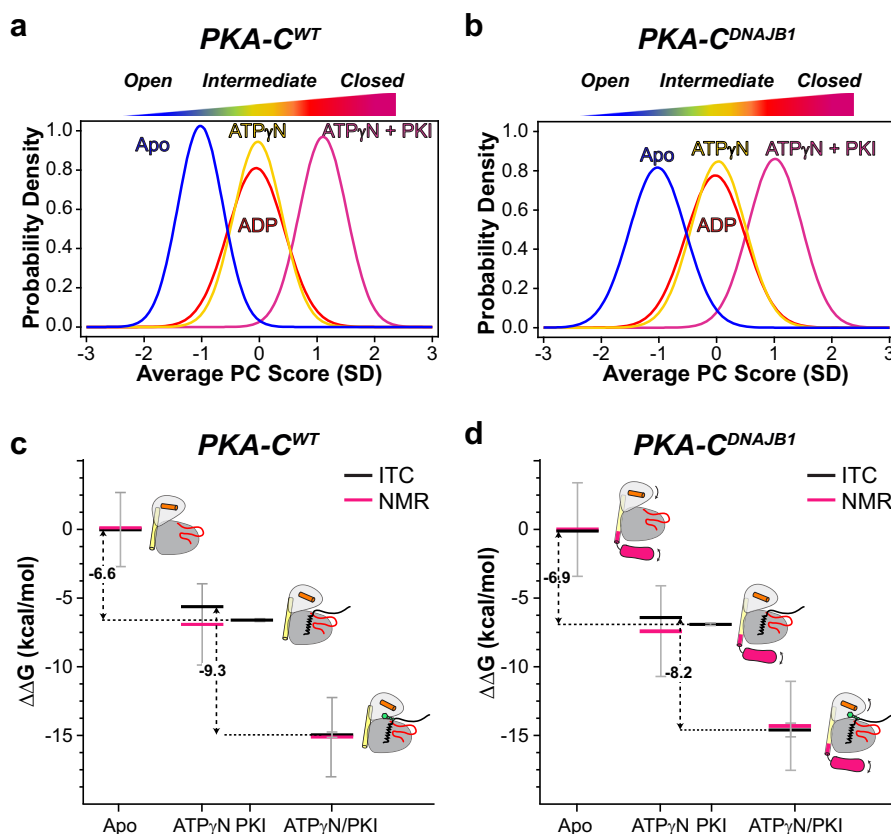 a
PKA-C^WT
Open Intermediate Closed
Probability Density
1.0
0.8
0.6
0.4
0.2
0.0
Apo
ATPγN
ATPγN + PKI
ADP
-3 -2 -1 0 1 2 3
Average PC Score (SD)
b
PKA-C^DNAJB1
Open Intermediate Closed
Probability Density
1.0
0.8
0.6
0.4
0.2
0.0
Apo
ATPγN
ATPγN + PKI
ADP
-3 -2 -1 0 1 2 3
Average PC Score (SD)
c
PKA-C^WT
ITC
NMR
ΔΔG (kcal/mol)
0
-5
-10
-15
-6.6
-9.3
Apo ATPγN PKI ATPγN/PKI
d
PKA-C^DNAJB1
ITC
NMR
ΔΔG (kcal/mol)
0
-5
-10
-15
-6.9
-8.2
Apo ATPγN PKI ATPγN/PKI